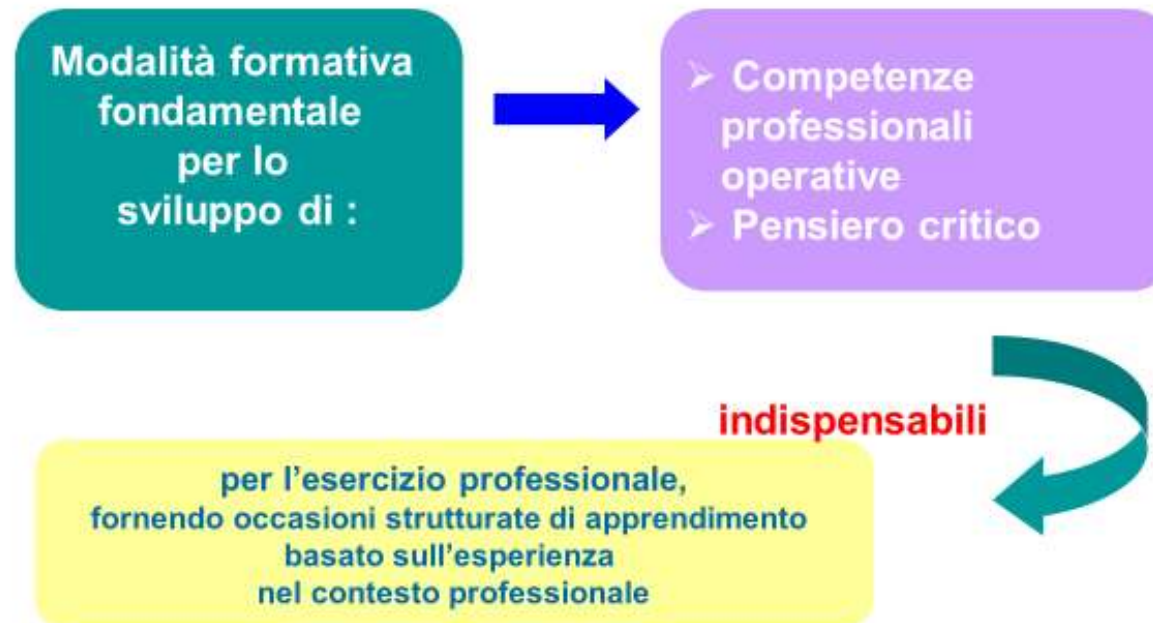 Modalità formativa
fondamentale
per lo
sviluppo di :
➢ Competenze
professionali
operative
➢ Pensiero critico
indispensabili
per l'esercizio professionale,
fornendo occasioni strutturate di apprendimento
basato sull'esperienza
nel contesto professionale